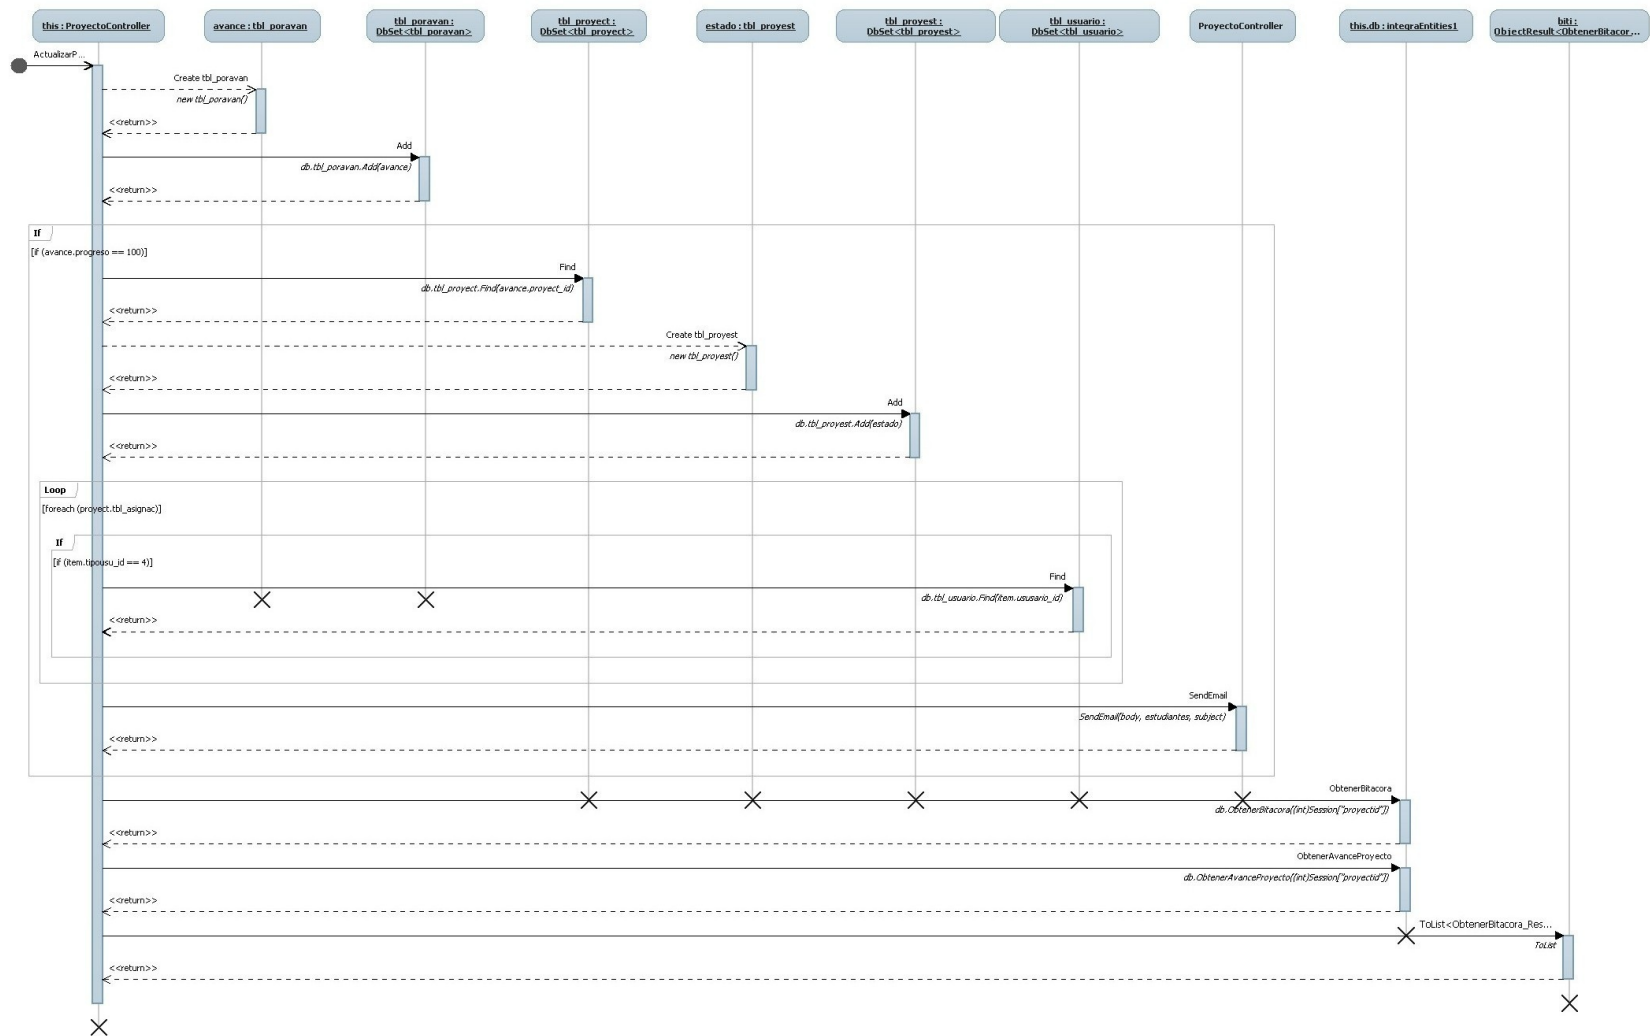 this : ProyectoController
avance : tbl_poravan
tbl_poravan :
DbSet<tbl_poravan>
tbl_proyect :
DbSet<tbl_proyect>
estado : tbl_proyest
tbl_proyest :
DbSet<tbl_proyest>
tbl_usuario :
DbSet<tbl_usuario>
ProyectoController
this.db : integraEntities1
biti :
ObjectResult<ObtenerBitacor...
ActualizarP...
Create tbl_poravan
new tbl_poravan()
<<return>>
Add
db.tbl_poravan.Add(avance)
<<return>>
If
[if (avance.progreso == 100)]
Find
db.tbl_proyect.Find(avance.proyect_id)
<<return>>
Create tbl_proyest
new tbl_proyest()
<<return>>
Add
db.tbl_proyest.Add(estado)
<<return>>
Loop
[foreach (proyect.tbl_asignac)]
If
[if (item.tipousu_id == 4)]
Find
db.tbl_usuario.Find(item.ususario_id)
<<return>>
SendEmail
SendEmail(body, estudiantes, subject)
<<return>>
ObtenerBitacora
db.ObtenerBitacora((int)Session["proyectid"])
<<return>>
ObtenerAvanceProyecto
db.ObtenerAvanceProyecto((int)Session["proyectid"])
<<return>>
ToList<ObtenerBitacora_Res...
ToList
<<return>>